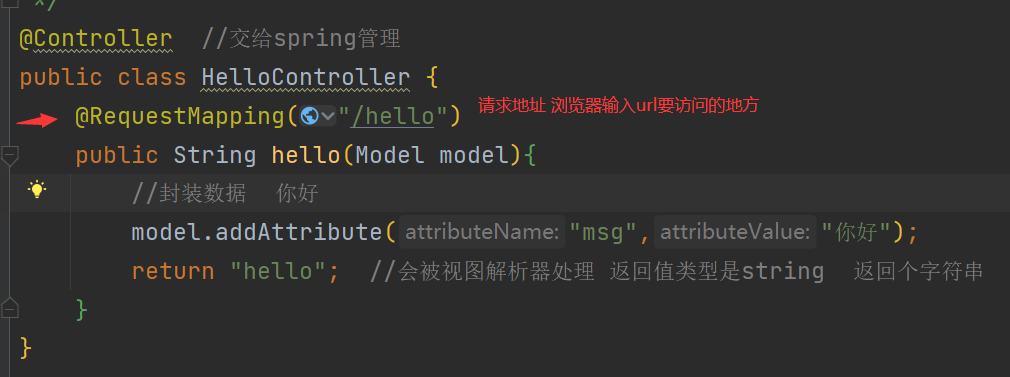 */
@Controller //交给spring管理
public class HelloController {
@RequestMapping("/hello") 请求地址 浏览器输入url要访问的地方
public String hello(Model model){
//封装数据 你好
model.addAttribute(attributeName:"msg",attributeValue:"你好");
return "hello"; //会被视图解析器处理 返回值类型是string 返回个字符串
}
}